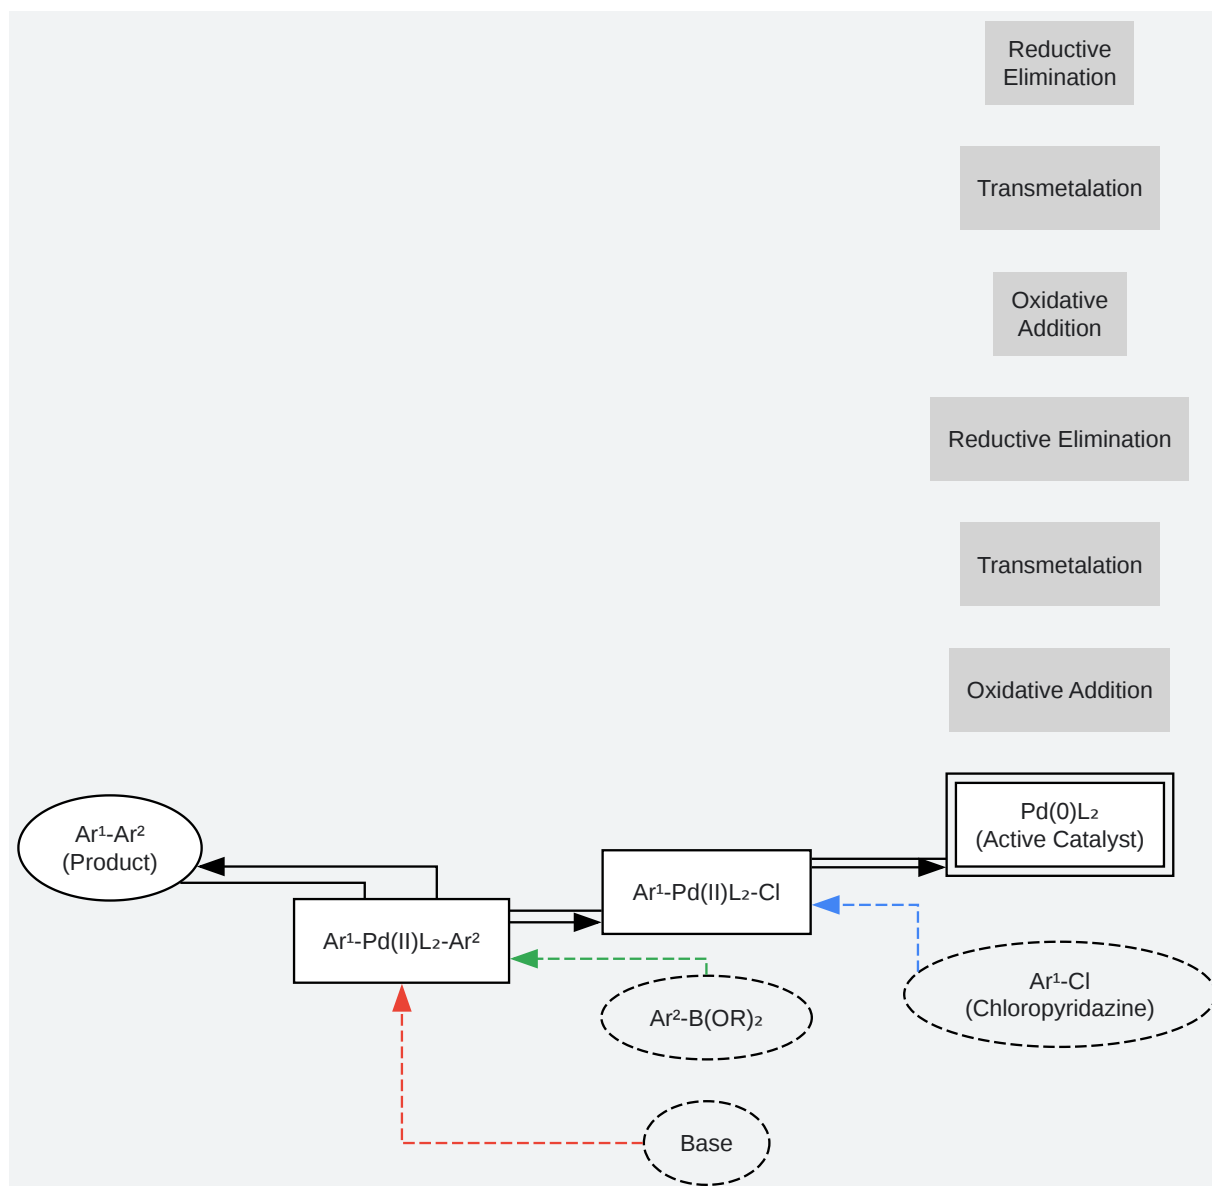 Reductive
Elimination
Transmetalation
Oxidative
Addition
Reductive Elimination
Transmetalation
Oxidative Addition
Pd(0)L₂
(Active Catalyst)
Ar¹-Ar²
(Product)
Ar¹-Pd(II)L₂-Cl
Ar¹-Pd(II)L₂-Ar²
Ar¹-Cl
(Chloropyridazine)
Ar²-B(OR)₂
Base